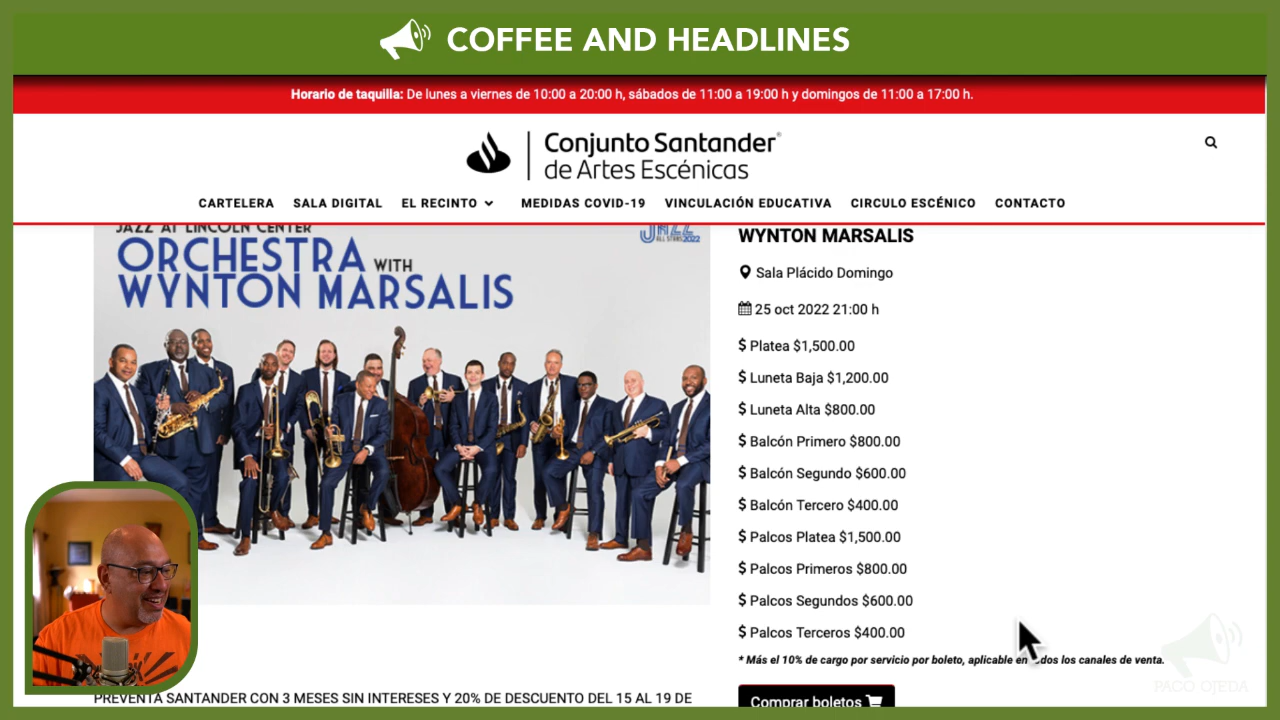 COFFEE AND HEADLINES
Horario de taquilla: De lunes a viernes de 10:00 a 20:00 h, sábados de 11:00 a 19:00 h y domingos de 11:00 a 17:00 h.
Conjunto Santander®
de Artes Escénicas
CARTELERA SALA DIGITAL EL RECINTO MEDIDAS COVID-19 VINCULACIÓN EDUCATIVA CIRCULO ESCÉNICO CONTACTO
JAZZ AT LINCOLN CENTER
ORCHESTRA WITH
WYNTON MARSALIS
JAZZ
ALL STARS 2022
WYNTON MARSALIS
Sala Plácido Domingo
25 oct 2022 21:00 h
$ Platea $1,500.00
$ Luneta Baja $1,200.00
$ Luneta Alta $800.00
$ Balcón Primero $800.00
$ Balcón Segundo $600.00
$ Balcón Tercero $400.00
$ Palcos Platea $1,500.00
$ Palcos Primeros $800.00
$ Palcos Segundos $600.00
$ Palcos Terceros $400.00
* Más el 10% de cargo por servicio por boleto, aplicable en dos los canales de venta.
Comprar boletos
PREVENTA SANTANDER CON 3 MESES SIN INTERESES Y 20% DE DESCUENTO DEL 15 AL 19 DE
PACO OJEDA